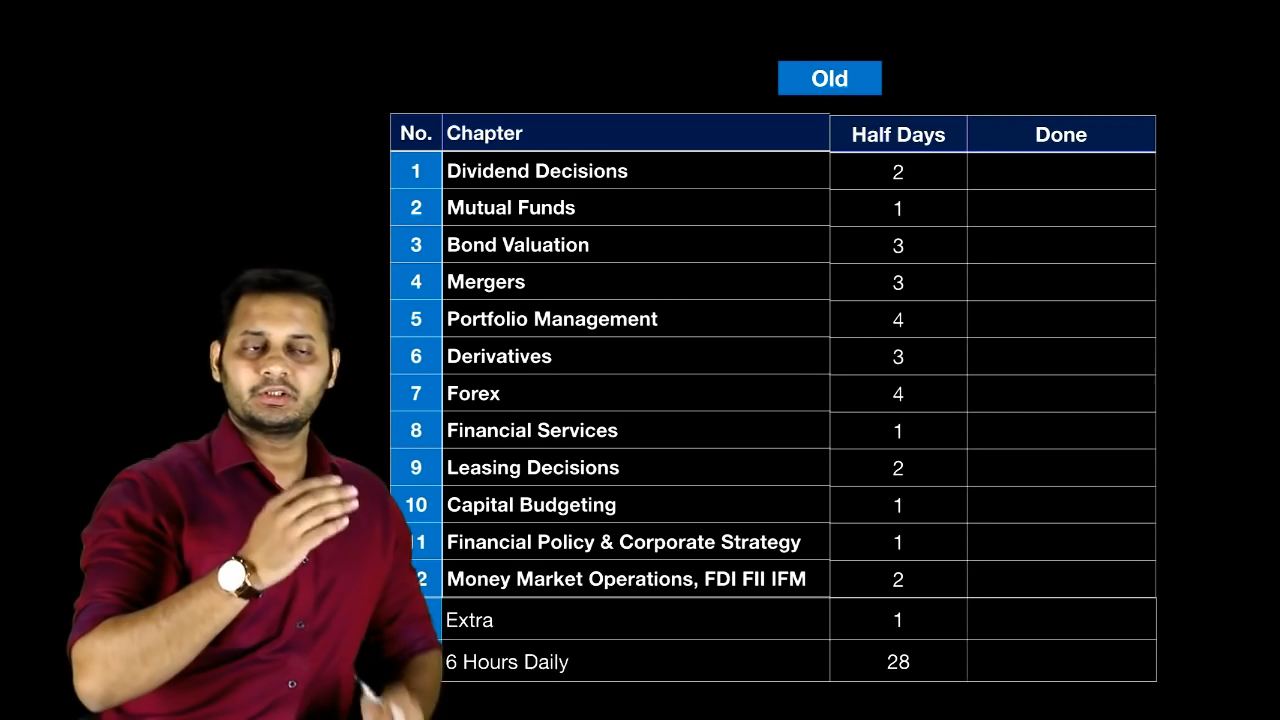 Old
No. Chapter Half Days Done
1 Dividend Decisions 2
2 Mutual Funds 1
3 Bond Valuation 3
4 Mergers 3
5 Portfolio Management 4
6 Derivatives 3
7 Forex 4
8 Financial Services 1
9 Leasing Decisions 2
10 Capital Budgeting 1
11 Financial Policy & Corporate Strategy 1
2 Money Market Operations, FDI FII IFM 2
Extra 1
6 Hours Daily 28